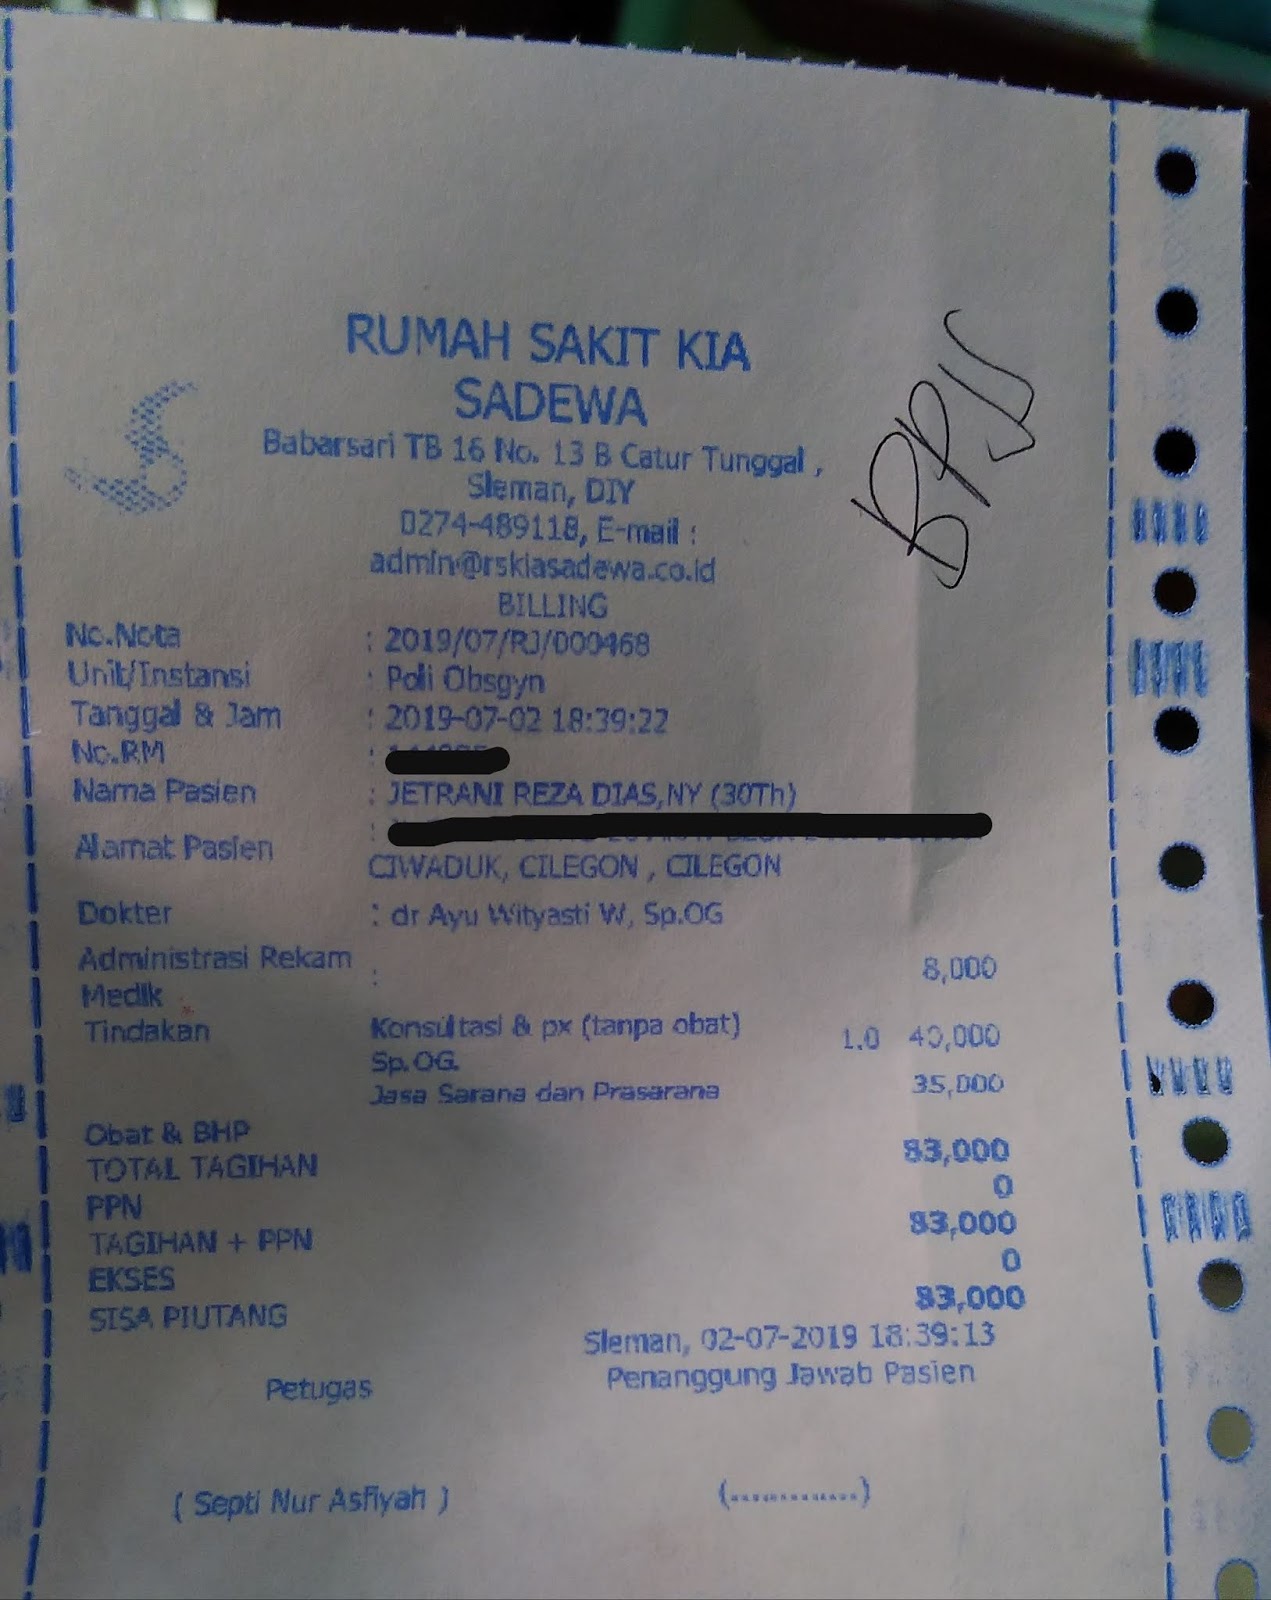 RUMAH SAKIT KIA
SADEWA
BPJS
Babarsari TB 16 No. 13 B Catur Tunggal ,
Sleman, DIY
0274-489118, E-mail :
admin@rskiasadewa.co.id
BILLING
No.Nota : 2019/07/RJ/000468
Unit/Instansi : Poli Obsgyn
Tanggal & Jam : 2019-07-02 18:39:22
No.RM :
Nama Pasien : JETRANI REZA DIAS,NY (30Th)
Alamat Pasien :
CIWADUK, CILEGON , CILEGON
Dokter : dr Ayu Wityasti W, Sp.OG
Administrasi Rekam : 8,000
Medik
Tindakan Konsultasi & px (tanpa obat) 1.0 40,000
Sp.OG.
Jasa Sarana dan Prasarana 35,000
Obat & BHP
TOTAL TAGIHAN 83,000
PPN 0
TAGIHAN + PPN 83,000
EKSES 0
SISA PIUTANG 83,000
Sleman, 02-07-2019 18:39:13
Petugas Penanggung Jawab Pasien
( Septi Nur Asfiyah ) (..............)